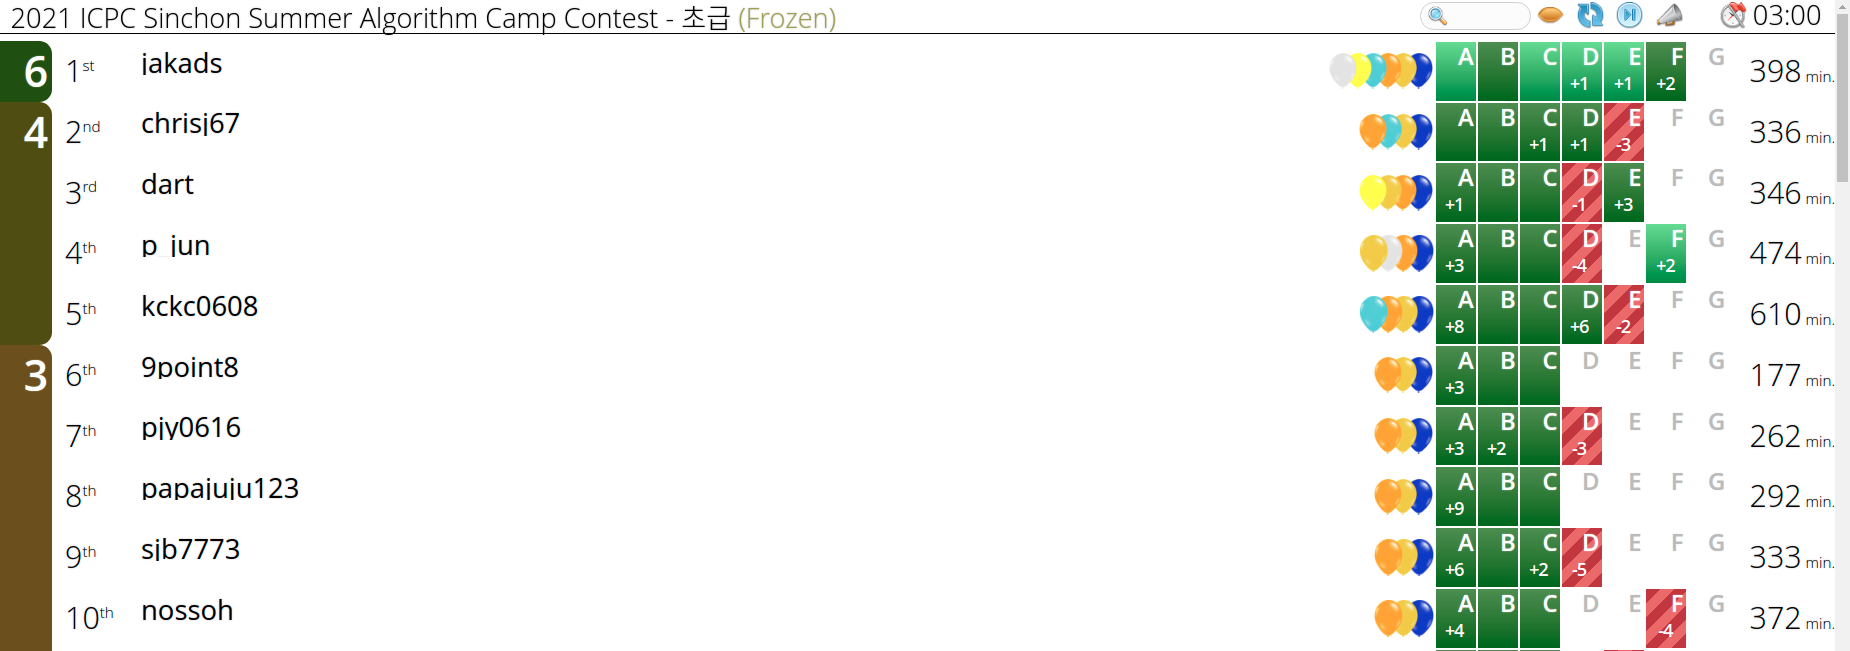 2021 ICPC Sinchon Summer Algorithm Camp Contest - 초급 (Frozen) 03:00
6 1st jakads A B C D +1 E +1 F +2 G 398 min.
4 2nd chrisj67 A B C +1 D +1 E -3 F G 336 min.
3rd dart A +1 B C D -1 E +3 F G 346 min.
4th p_jun A +3 B C D -4 E F +2 G 474 min.
5th kckc0608 A +8 B C D +6 E -2 F G 610 min.
3 6th 9point8 A +3 B C D E F G 177 min.
7th pjy0616 A +3 B +2 C D -3 E F G 262 min.
8th papajuju123 A +9 B C D E F G 292 min.
9th sjb7773 A +6 B C +2 D -5 E F G 333 min.
10th nossoh A +4 B C D E F -4 G 372 min.